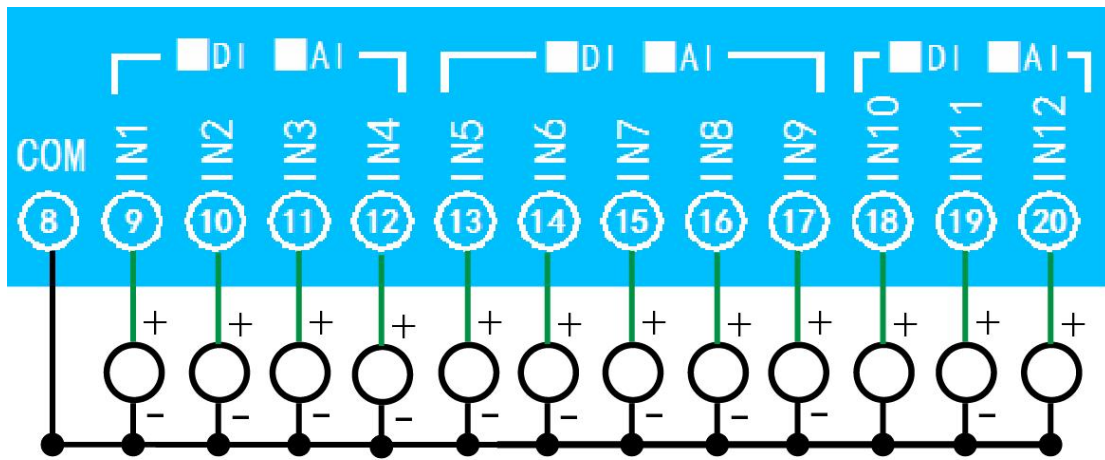 DI AI DI AI DI AI
COM IN1 IN2 IN3 IN4 IN5 IN6 IN7 IN8 IN9 IN10 IN11 IN12
8 9 10 11 12 13 14 15 16 17 18 19 20
+ + + + + + + + + + + +
- - - - - - - - - - -